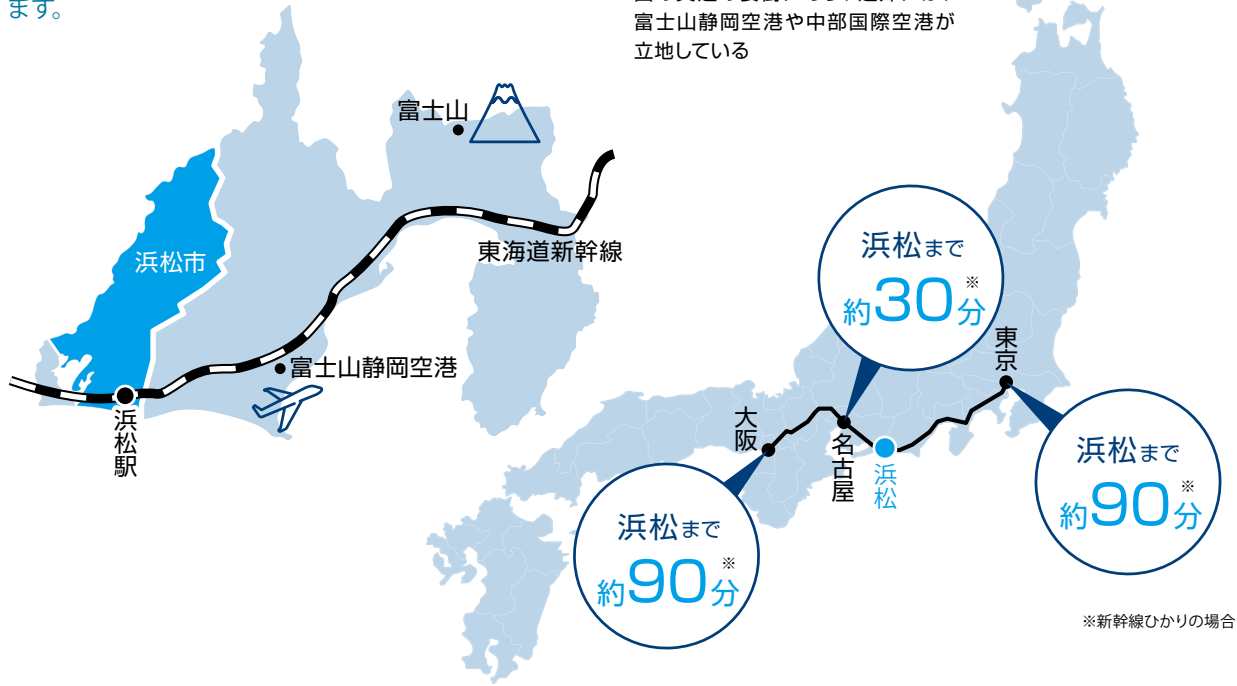 ます。
富士山静岡空港や中部国際空港が
立地している
富士山
浜松市
東海道新幹線
富士山静岡空港
浜松駅
浜松まで
約30分※
東京
大阪
名古屋
浜松
浜松まで
約90分※
浜松まで
約90分※
※新幹線ひかりの場合